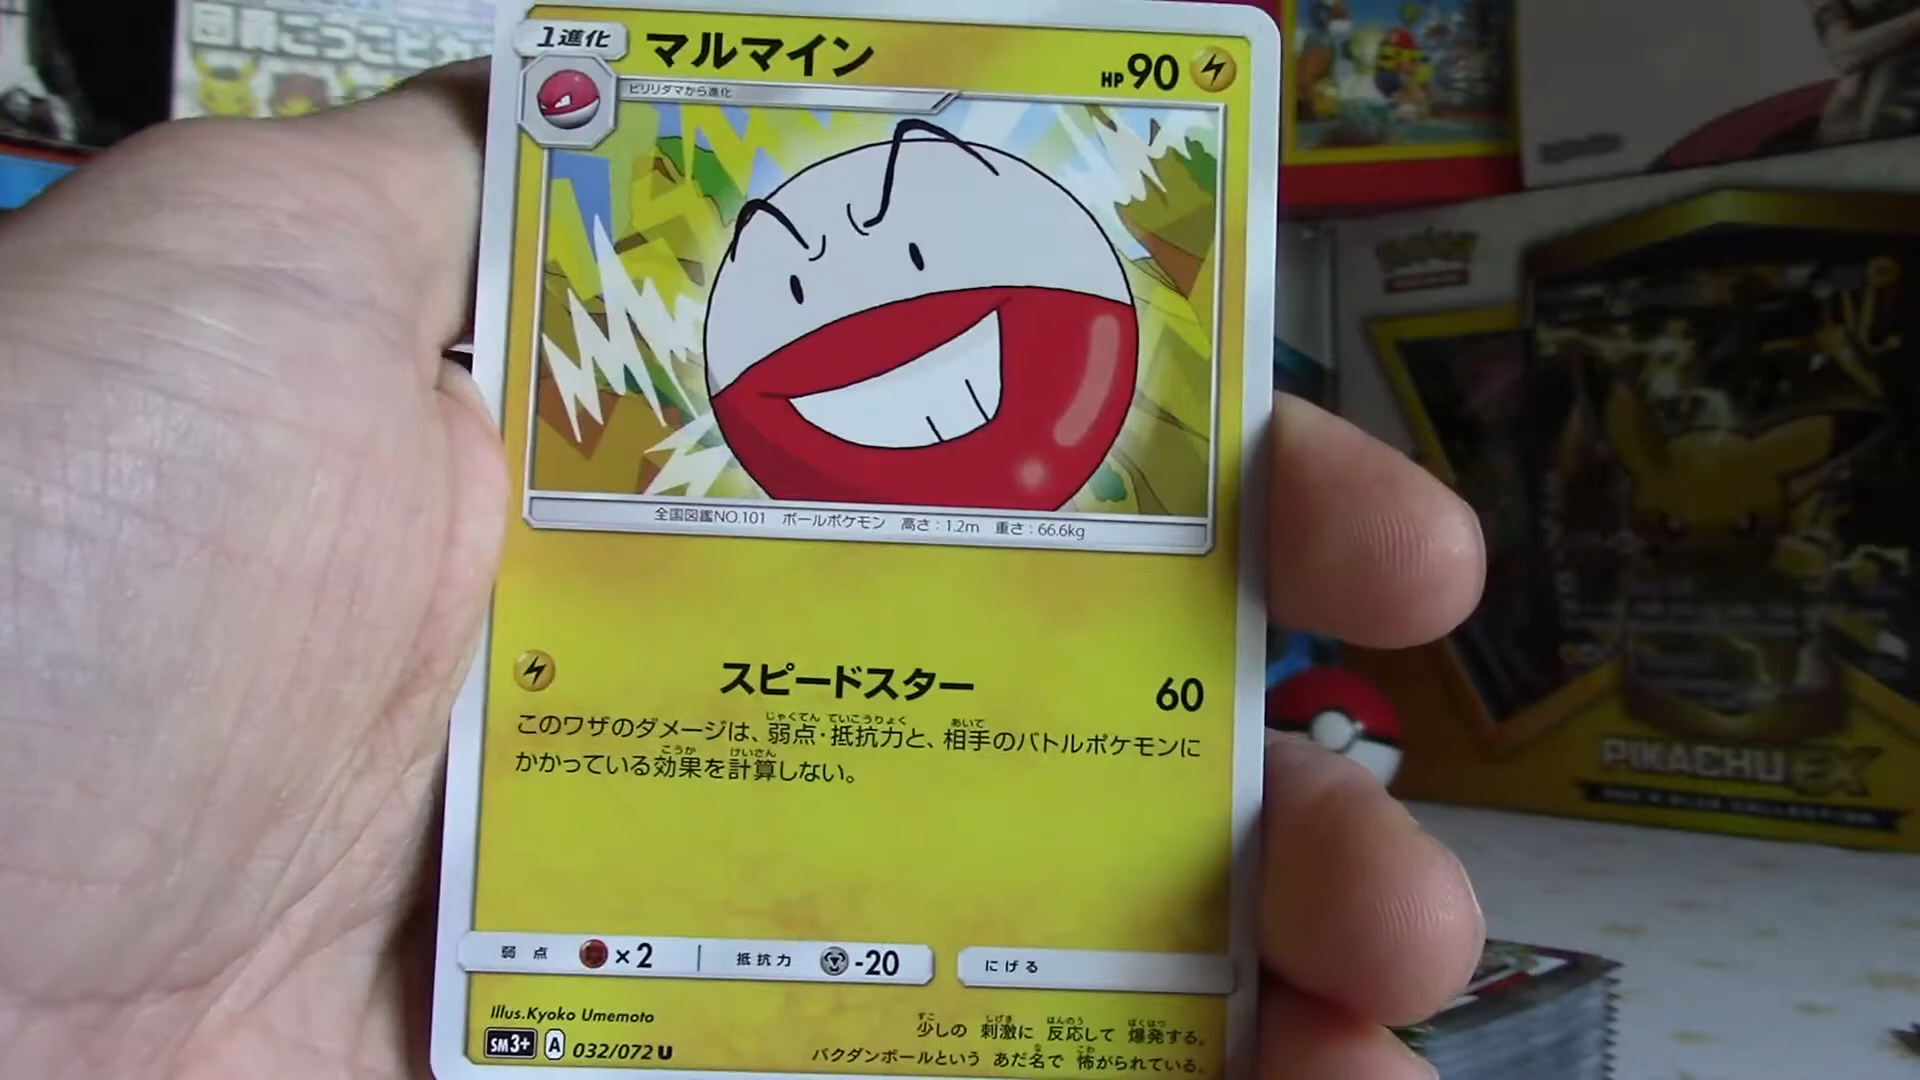 団員ごっこピカ
1進化
マルマイン
HP90
ビリリダマから進化
全国図鑑NO.101 ボールポケモン 高さ：1.2m 重さ：66.6kg
スピードスター 60
このワザのダメージは、弱点・抵抗力と、相手のバトルポケモンに
かかっている効果を計算しない。
弱点 ×2 抵抗力 -20 にげる
Illus.Kyoko Umemoto
SM3+ A 032/072 U
少しの 刺激に 反応して 爆発する。
バクダンボールという あだ名で 怖がられている。
PIKACHU EX